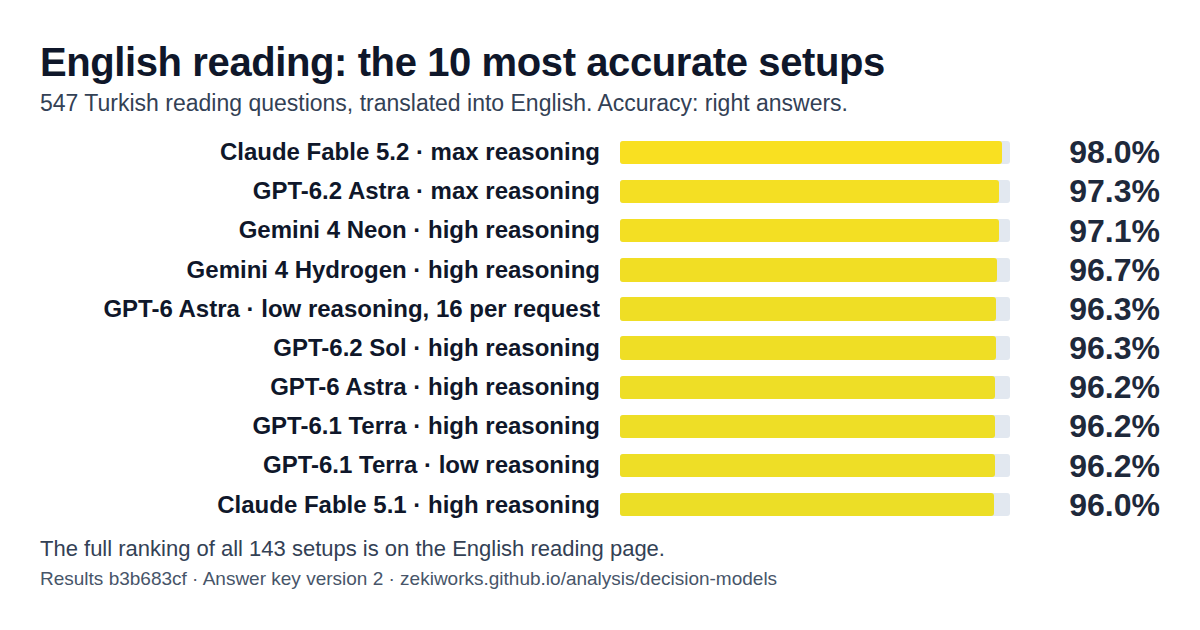 English reading: the 10 most accurate setups
547 Turkish reading questions, translated into English. Accuracy: right answers.
Claude Fable 5.2 · max reasoning 98.0%
GPT-6.2 Astra · max reasoning 97.3%
Gemini 4 Neon · high reasoning 97.1%
Gemini 4 Hydrogen · high reasoning 96.7%
GPT-6 Astra · low reasoning, 16 per request 96.3%
GPT-6.2 Sol · high reasoning 96.3%
GPT-6 Astra · high reasoning 96.2%
GPT-6.1 Terra · high reasoning 96.2%
GPT-6.1 Terra · low reasoning 96.2%
Claude Fable 5.1 · high reasoning 96.0%
The full ranking of all 143 setups is on the English reading page.
Results b3b683cf · Answer key version 2 · zekiworks.github.io/analysis/decision-models